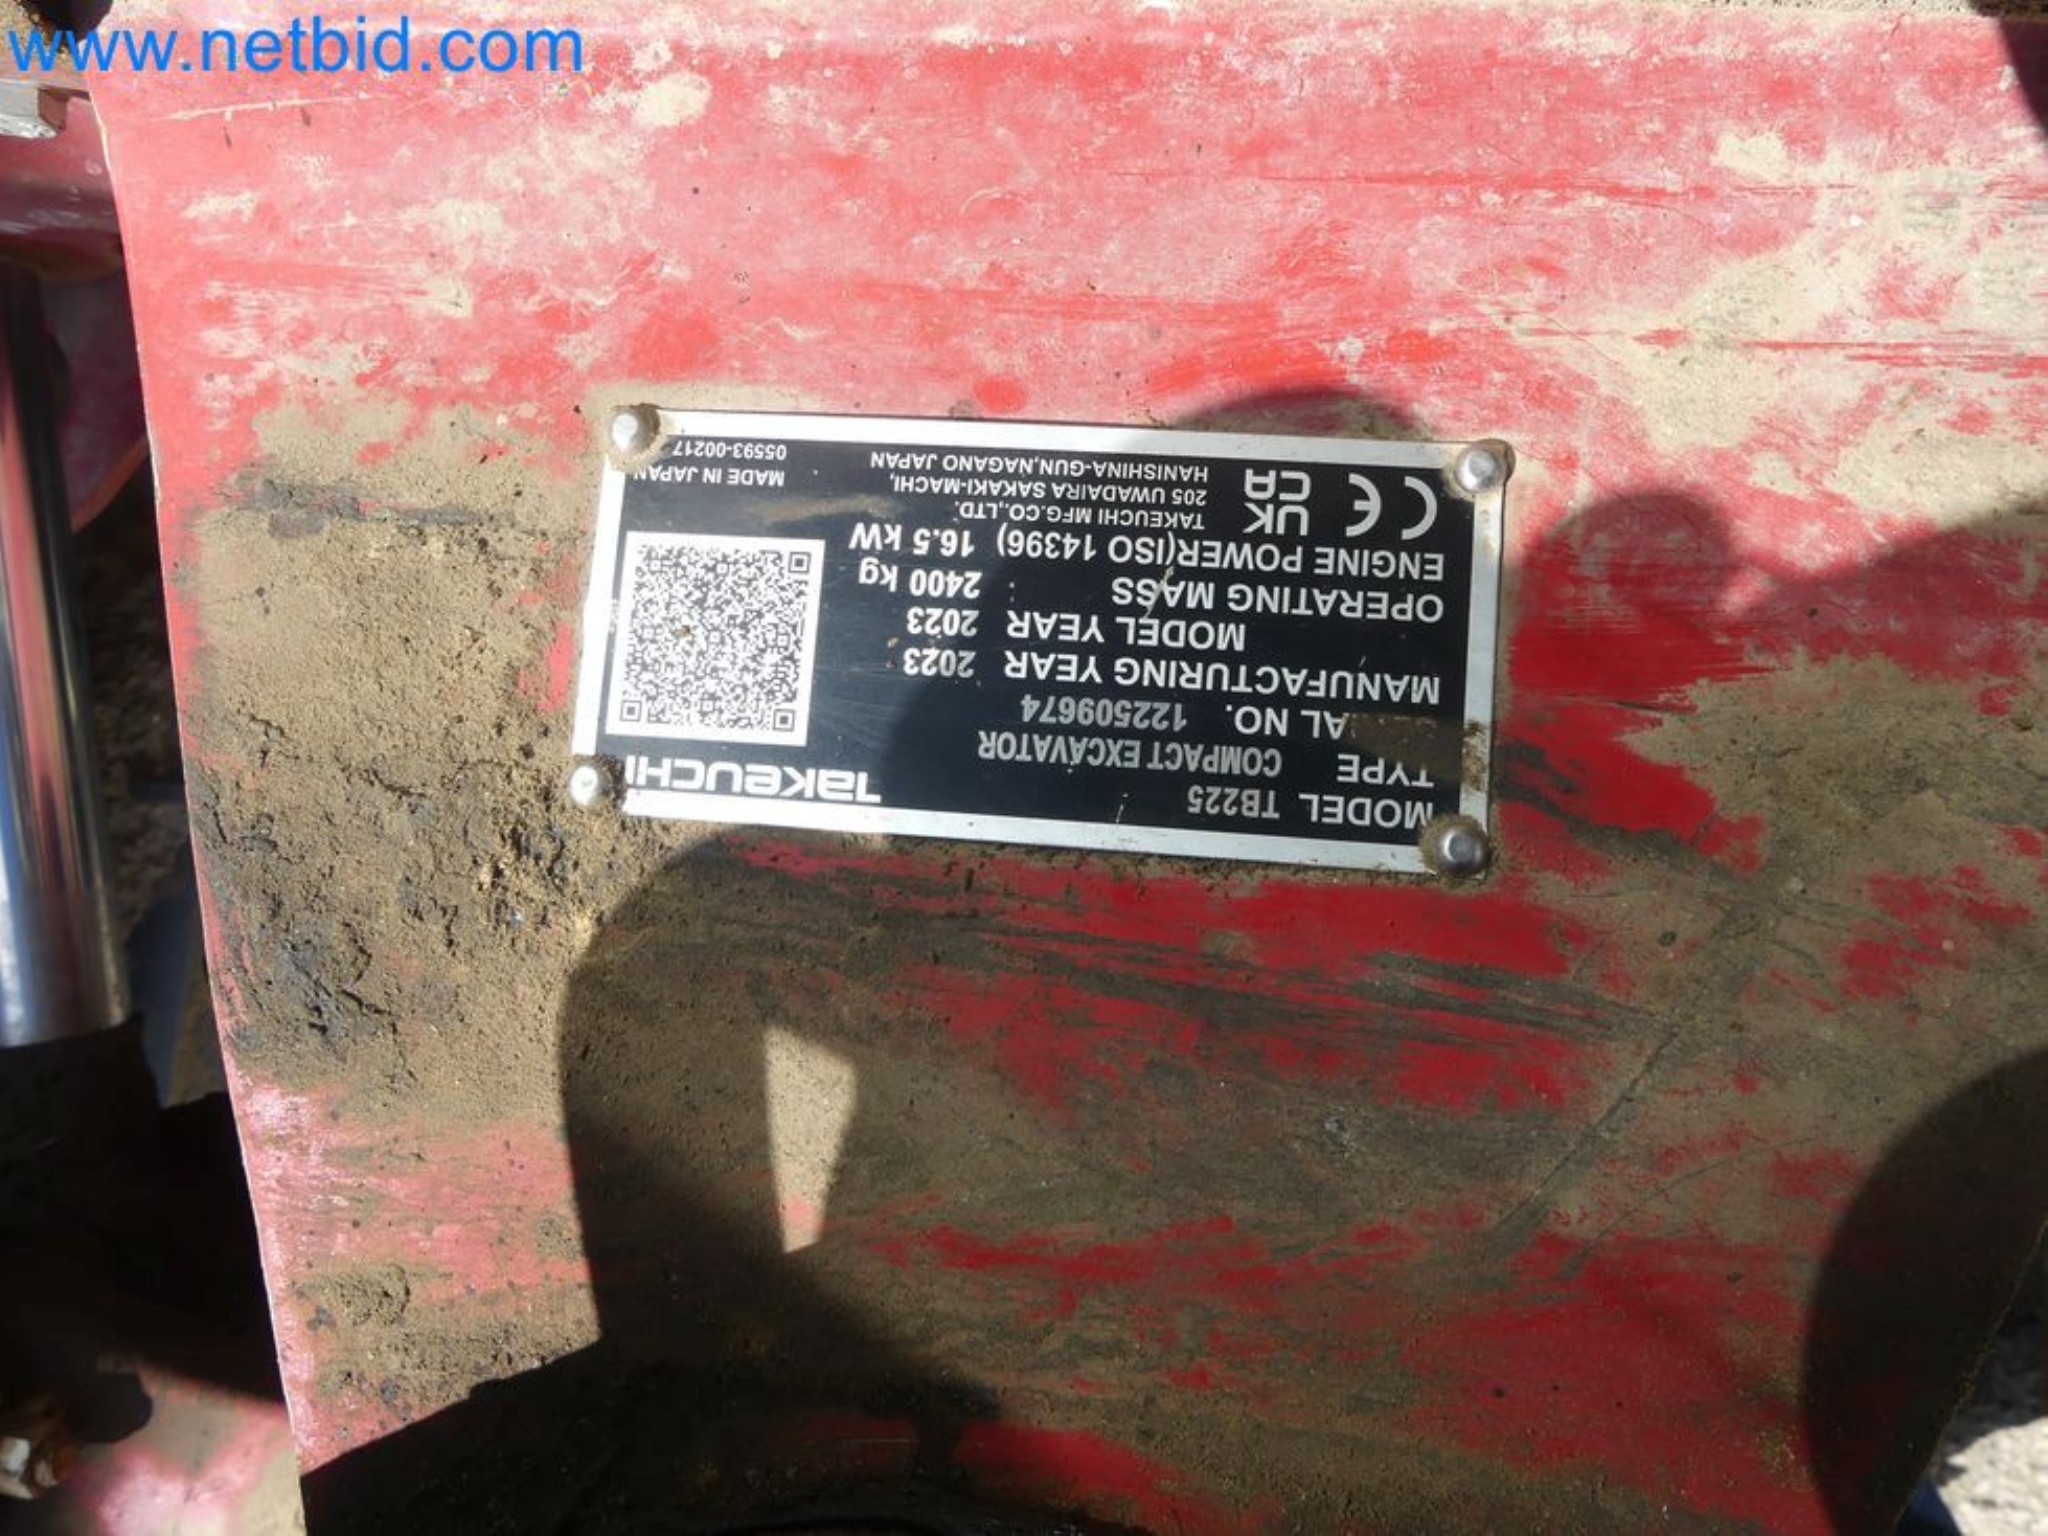 www.netbid.com
TAKEUCHI
MODEL TB225
TYPE COMPACT EXCAVATOR
AL NO. 122509674
MANUFACTURING YEAR 2023
MODEL YEAR 2023
OPERATING MASS 2400 kg
ENGINE POWER(ISO 14396) 16.5 kW
CE UK CA
TAKEUCHI MFG.CO.,LTD.
205 UWADAIRA SAKAKI-MACHI,
HANISHINA-GUN,NAGANO JAPAN
MADE IN JAPAN
05593-00217